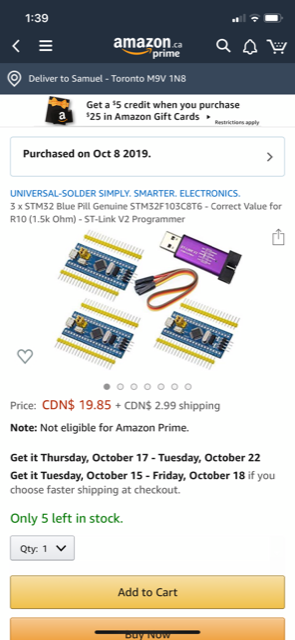 1:39
amazon.ca
prime
Deliver to Samuel - Toronto M9V 1N8
Get a $5 credit when you purchase
$25 in Amazon Gift Cards ▸ Restrictions apply
Purchased on Oct 8 2019.
UNIVERSAL-SOLDER SIMPLY. SMARTER. ELECTRONICS.
3 x STM32 Blue Pill Genuine STM32F103C8T6 - Correct Value for
R10 (1.5k Ohm) - ST-Link V2 Programmer
Price: CDN$ 19.85 + CDN$ 2.99 shipping
Note: Not eligible for Amazon Prime.
Get it Thursday, October 17 - Tuesday, October 22
Get it Tuesday, October 15 - Friday, October 18 if you
choose faster shipping at checkout.
Only 5 left in stock.
Qty: 1
Add to Cart
Buy Now